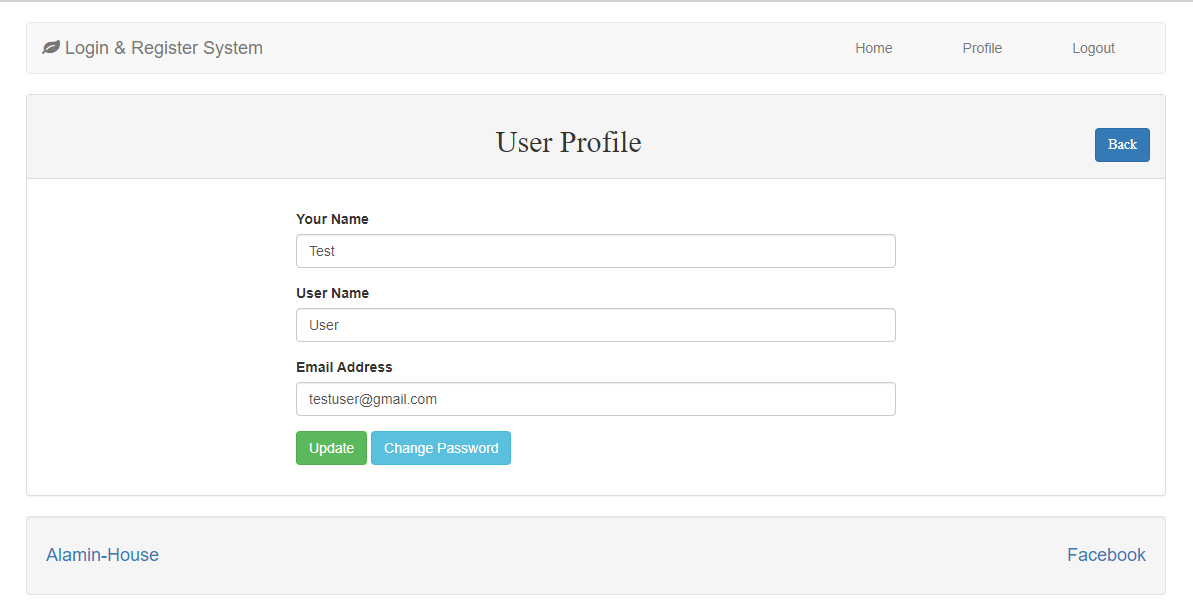 Login & Register System Home Profile Logout
User Profile
Back
Your Name
Test
User Name
User
Email Address
testuser@gmail.com
Update Change Password
Alamin-House Facebook